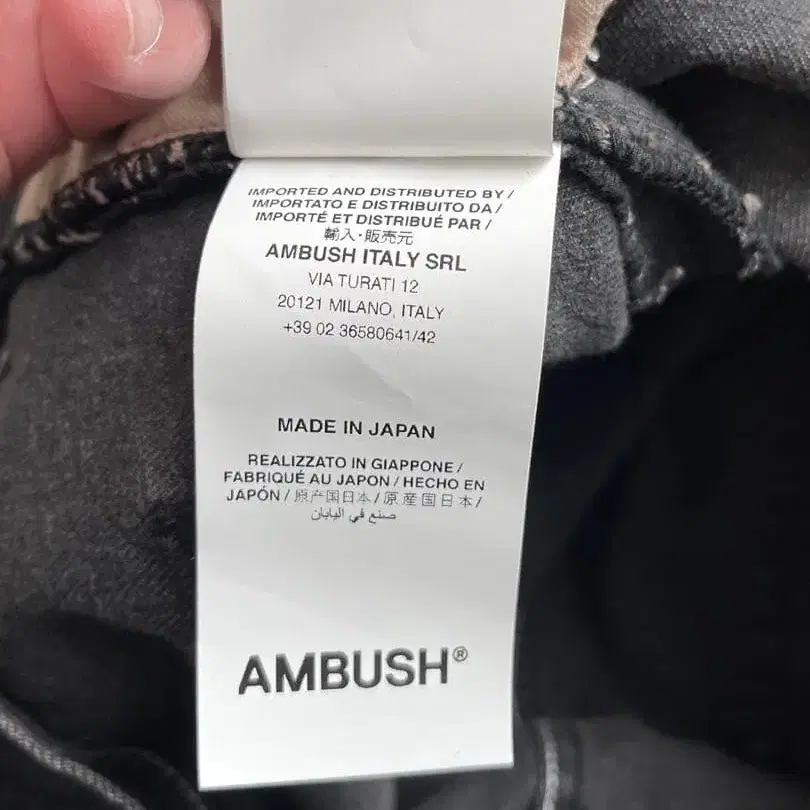 IMPORTED AND DISTRIBUTED BY /
IMPORTATO E DISTRIBUITO DA /
IMPORTÉ ET DISTRIBUÉ PAR /
輸入・販売元
AMBUSH ITALY SRL
VIA TURATI 12
20121 MILANO, ITALY
+39 02 36580641/42
MADE IN JAPAN
REALIZZATO IN GIAPPONE /
FABRIQUÉ AU JAPON / HECHO EN
JAPÓN / 原产国日本 / 原産国日本 /
صنع في اليابان
AMBUSH®